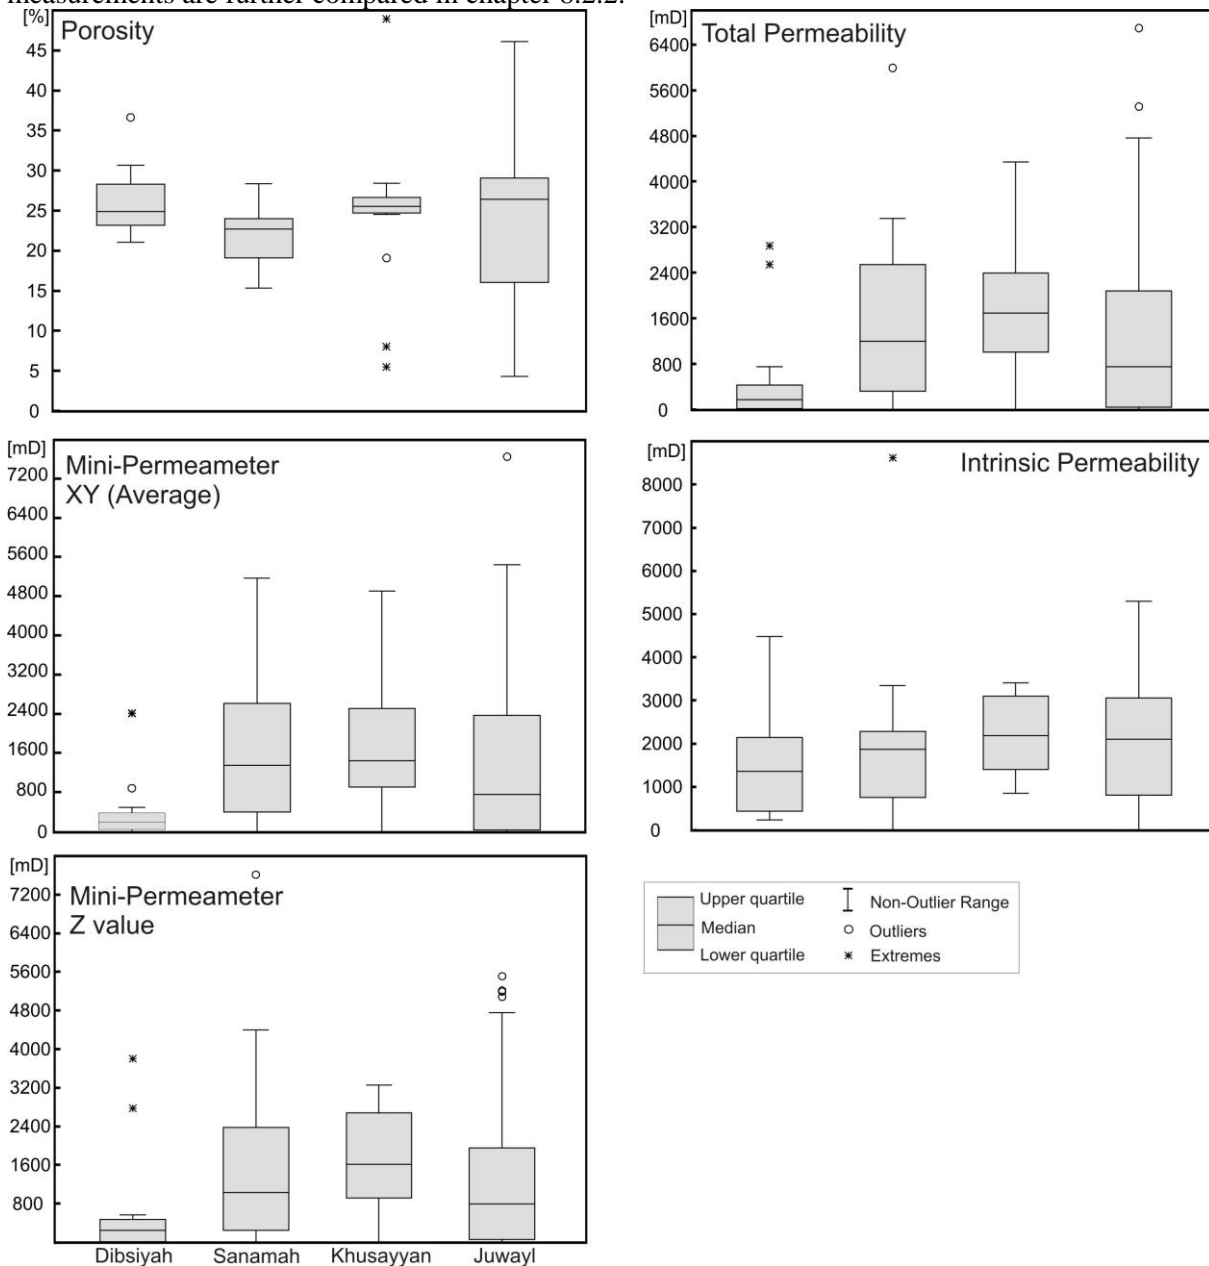 measurements are further compared in chapter 6.2.2.
[%]
Porosity
45
40
35
30
25
20
15
10
5
0
[mD]
Total Permeability
6400
5600
4800
4000
3200
2400
1600
800
0
[mD]
Mini-Permeameter
XY (Average)
7200
6400
5600
4800
4000
3200
2400
1600
800
0
[mD]
Intrinsic Permeability
8000
7000
6000
5000
4000
3000
2000
1000
0
[mD]
Mini-Permeameter
Z value
7200
6400
5600
4800
4000
3200
2400
1600
800
Dibsiyah Sanamah Khusayyan Juwayl
Upper quartile
Median
Lower quartile
Non-Outlier Range
Outliers
Extremes